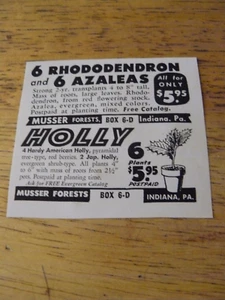 6 RHODODENDRON
and 6 AZALEAS
All for
ONLY
$5.95
Strong 2-yr. transplants 4 to 8" tall.
Mass of roots, large leaves. Rhodo-
dendron, from red flowering stock.
Azalea, evergreen, mixed colors.
Postpaid at planting time. Free Catalog.
MUSSER FORESTS, BOX 6-D Indiana, Pa.
HOLLY
4 Hardy American Holly, pyramidal
tree-type, red berries. 2 Jap. Holly,
evergreen shrub-type. All plants 4"
to 8" with mass of roots from 2½"
pots. Postpaid at planting time.
Ask for FREE Evergreen Catalog
6
Plants
$5.95
POSTPAID
MUSSER FORESTS BOX 6-D INDIANA, PA.